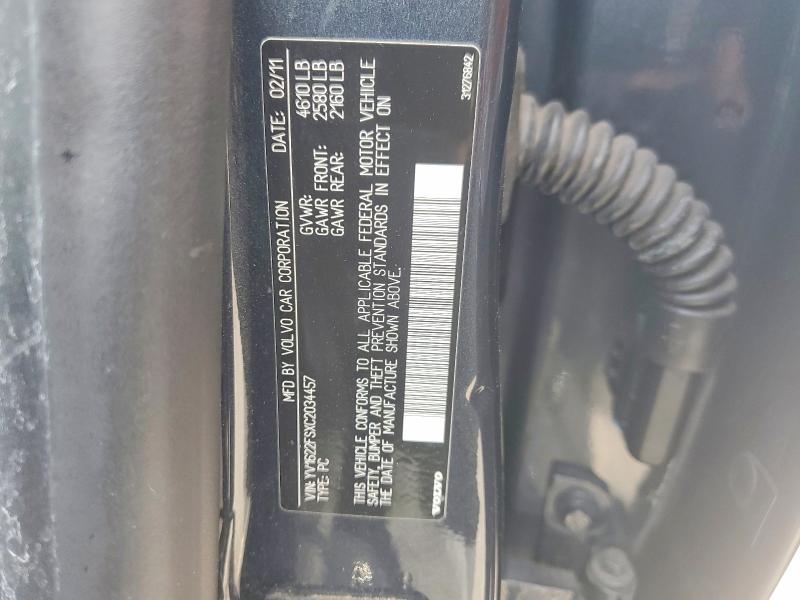 MFD BY VOLVO CAR CORPORATION DATE: 02/11
VIN: YV1622FSXC2034457 GVWR: 4610 LB
TYPE: PC GAWR FRONT: 2580 LB
GAWR REAR: 2160 LB
THIS VEHICLE CONFORMS TO ALL APPLICABLE FEDERAL MOTOR VEHICLE
SAFETY, BUMPER AND THEFT PREVENTION STANDARDS IN EFFECT ON
THE DATE OF MANUFACTURE SHOWN ABOVE.
VOLVO 31276842